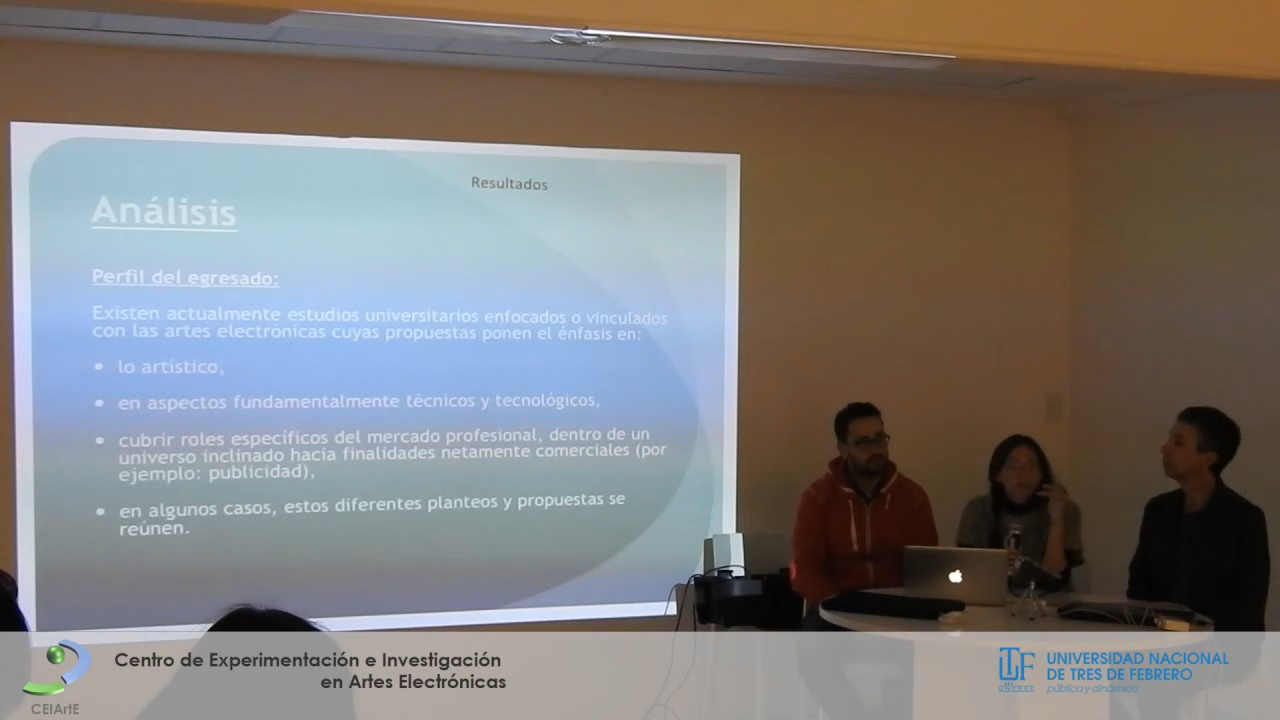 Resultados
Análisis
Perfil del egresado:
Existen actualmente estudios universitarios enfocados o vinculados
con las artes electrónicas cuyas propuestas ponen el énfasis en:
• lo artístico,
• en aspectos fundamentalmente técnicos y tecnológicos,
• cubrir roles específicos del mercado profesional, dentro de un
universo inclinado hacia finalidades netamente comerciales (por
ejemplo: publicidad),
• en algunos casos, estos diferentes planteos y propuestas se
reúnen.
Centro de Experimentación e Investigación
en Artes Electrónicas
CEIArtE
UNIVERSIDAD NACIONAL
DE TRES DE FEBRERO
pública y dinámica